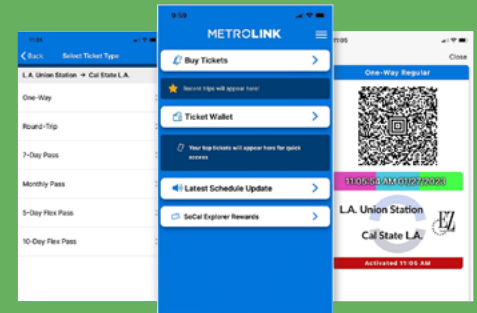 11:05
Back Select Ticket Type
L.A. Union Station → Cal State L.A.
One-Way
Round-Trip
7-Day Pass
Monthly Pass
5-Day Flex Pass
10-Day Flex Pass
9:59
METROLINK
Buy Tickets
Recent trips will appear here!
Ticket Wallet
Your top tickets will appear here for quick
access
Latest Schedule Update
SoCal Explorer Rewards
11:05
Close
One-Way Regular
11:05:54 AM 01/27/2023
L.A. Union Station
EZ
Cal State L.A.
Activated 11:05 AM